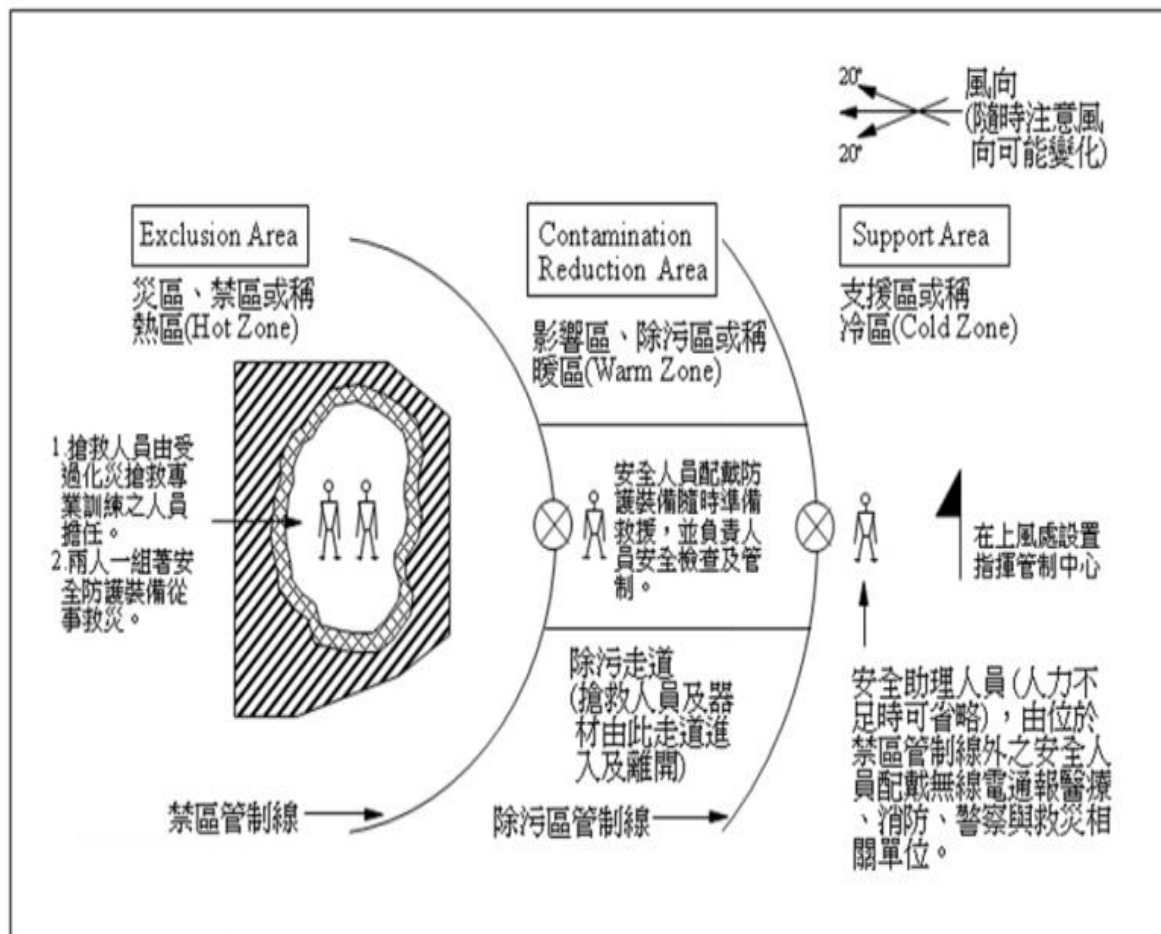 20°
20°
風向
(隨時注意風
向可能變化)
Exclusion Area
災區、禁區或稱
熱區(Hot Zone)
Contamination
Reduction Area
影響區、除污區或稱
暖區(Warm Zone)
Support Area
支援區或稱
冷區(Cold Zone)
1.搶救人員由受
過化災搶救專
業訓練之人員
擔任。
2.兩人一組著安
全防護裝備從
事救災。
安全人員配戴防
護裝備隨時準備
救援，並負責人
員安全檢查及管
制。
在上風處設置
指揮管制中心
除污走道
(搶救人員及器
材由此走道進
入及離開)
安全助理人員(人力不
足時可省略)，由位於
禁區管制線外之安全人
員配戴無線電通報醫療
、消防、警察與救災相
關單位。
禁區管制線
除污區管制線